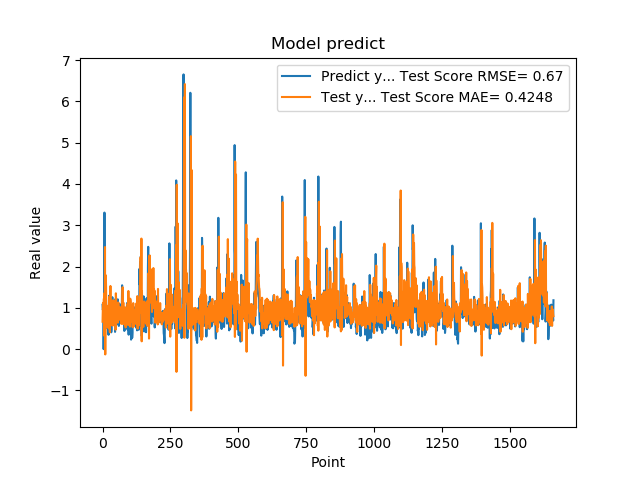 Model predict
Predict y... Test Score RMSE= 0.67
Test y... Test Score MAE= 0.4248
Real value
7
6
5
4
3
2
1
0
−1
0 250 500 750 1000 1250 1500
Point